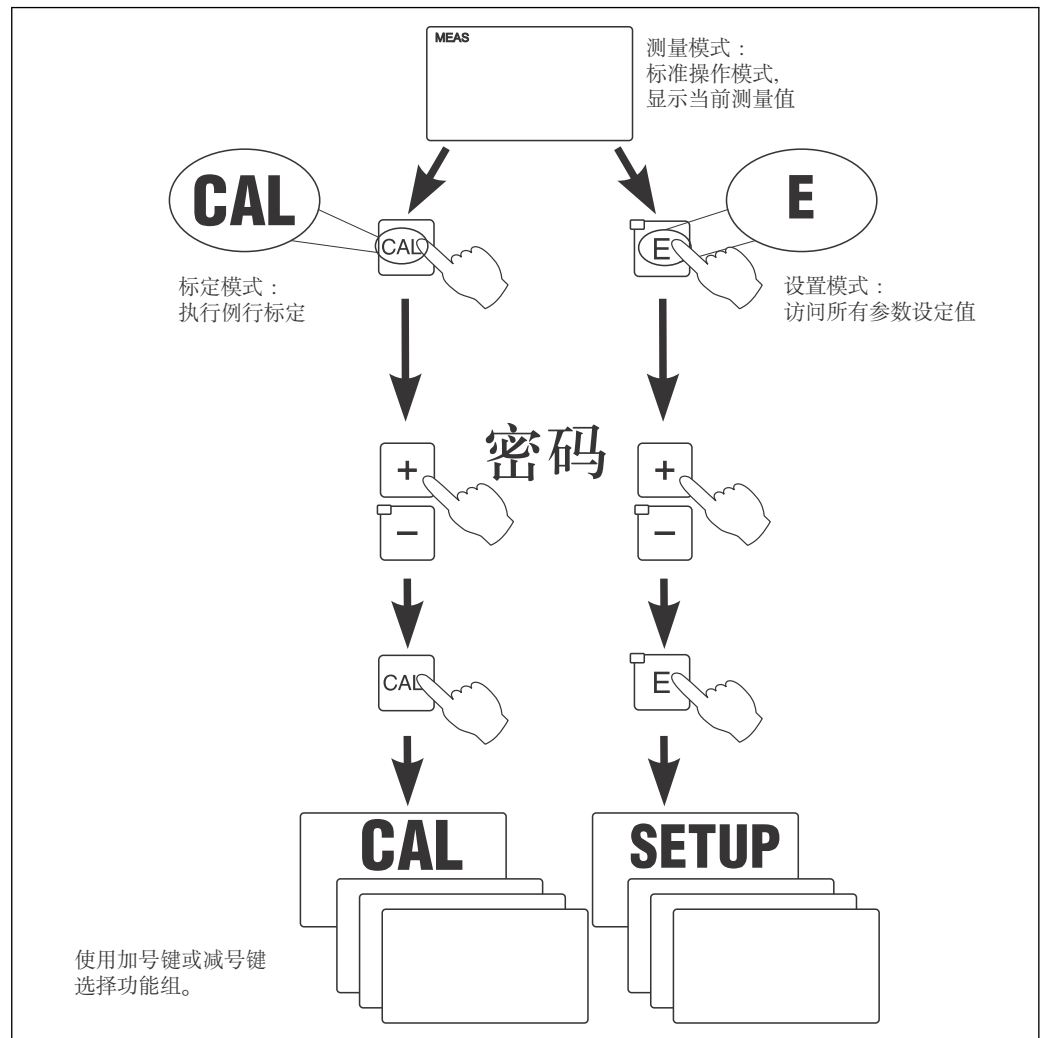 MEAS
测量模式：
标准操作模式,
显示当前测量值
CAL
E
CAL
E
标定模式：
执行例行标定
设置模式：
访问所有参数设定值
密码
+
+
−
−
CAL
E
CAL
SETUP
使用加号键或减号键
选择功能组。